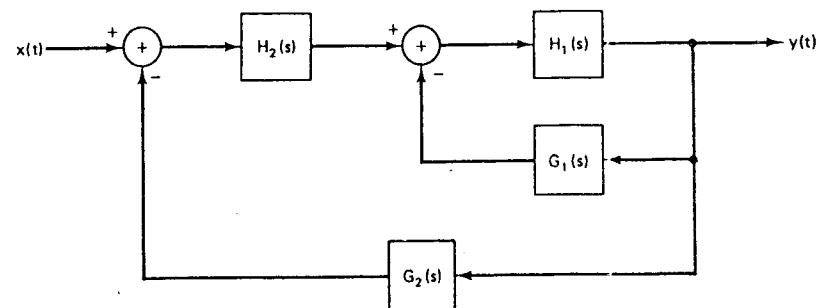 x(t)
+
+
−
H₂(s)
+
+
−
H₁(s)
y(t)
G₁(s)
G₂(s)